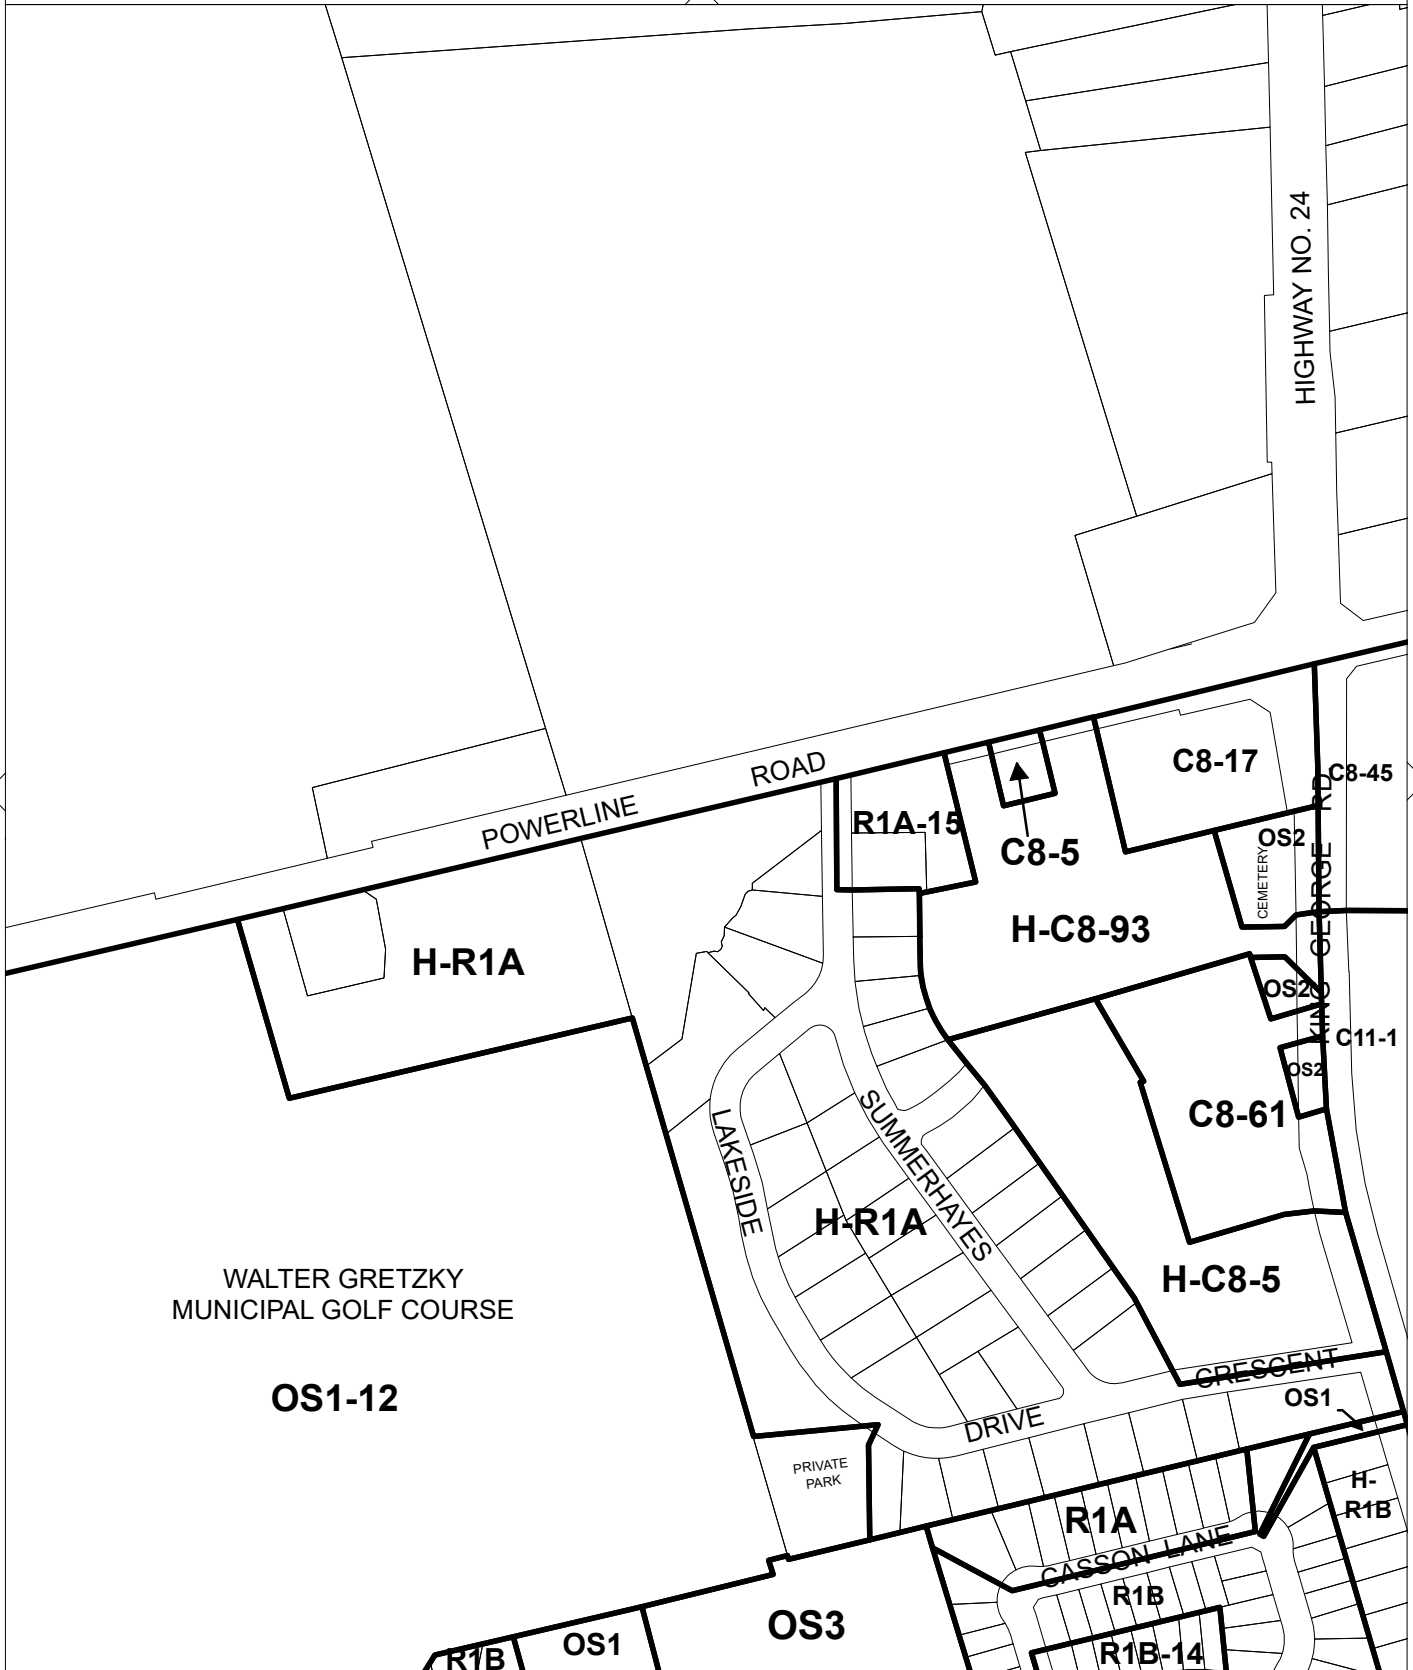 HIGHWAY NO. 24
POWERLINE ROAD
C8-17
C8-45
R1A-15
C8-5
OS2
CEMETERY
KING GEORGE RD
H-C8-93
H-R1A
OS2
C11-1
OS2
C8-61
LAKESIDE
SUMMERHAYES
H-R1A
WALTER GRETZKY
MUNICIPAL GOLF COURSE
H-C8-5
OS1-12
CRESCENT
OS1
DRIVE
PRIVATE
PARK
H-
R1B
R1A
CASSON LANE
R1B
OS3
OS1
R1B
R1B-14